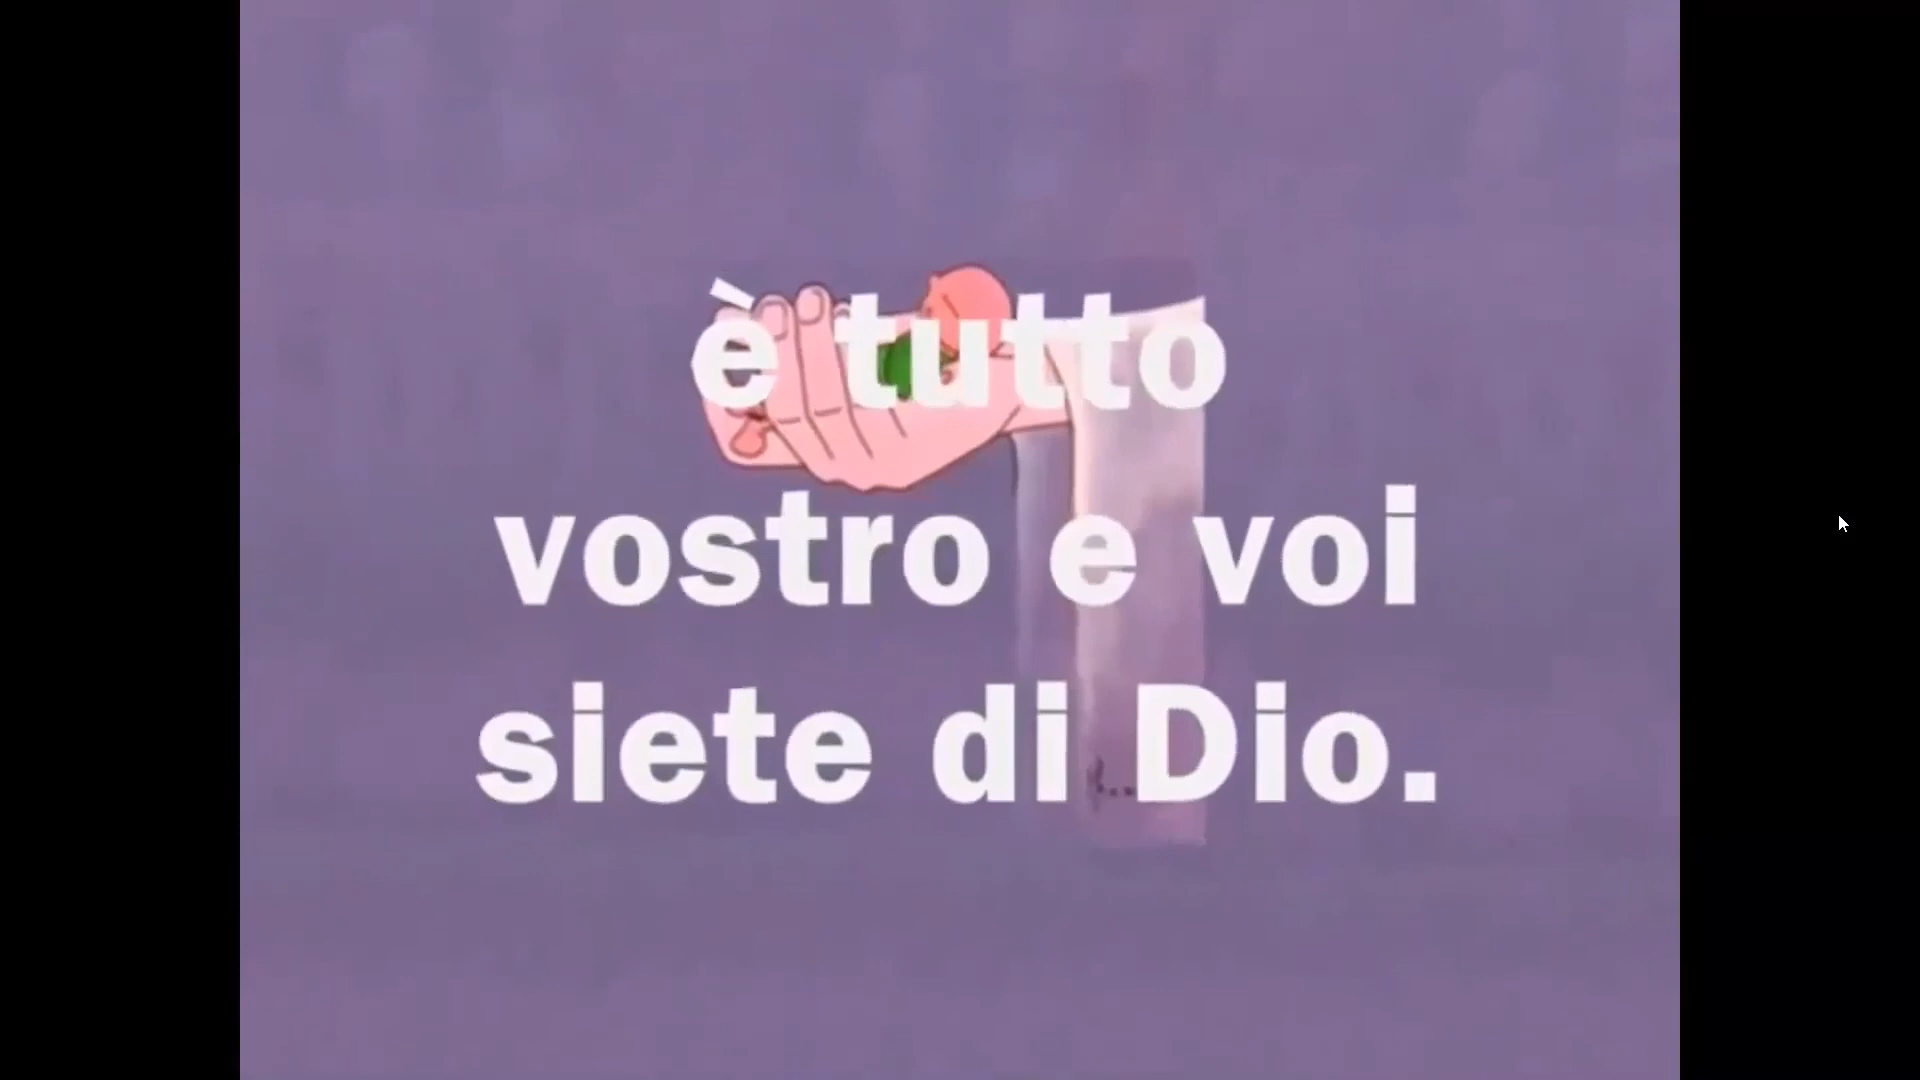 è tutto
vostro e voi
siete di Dio.